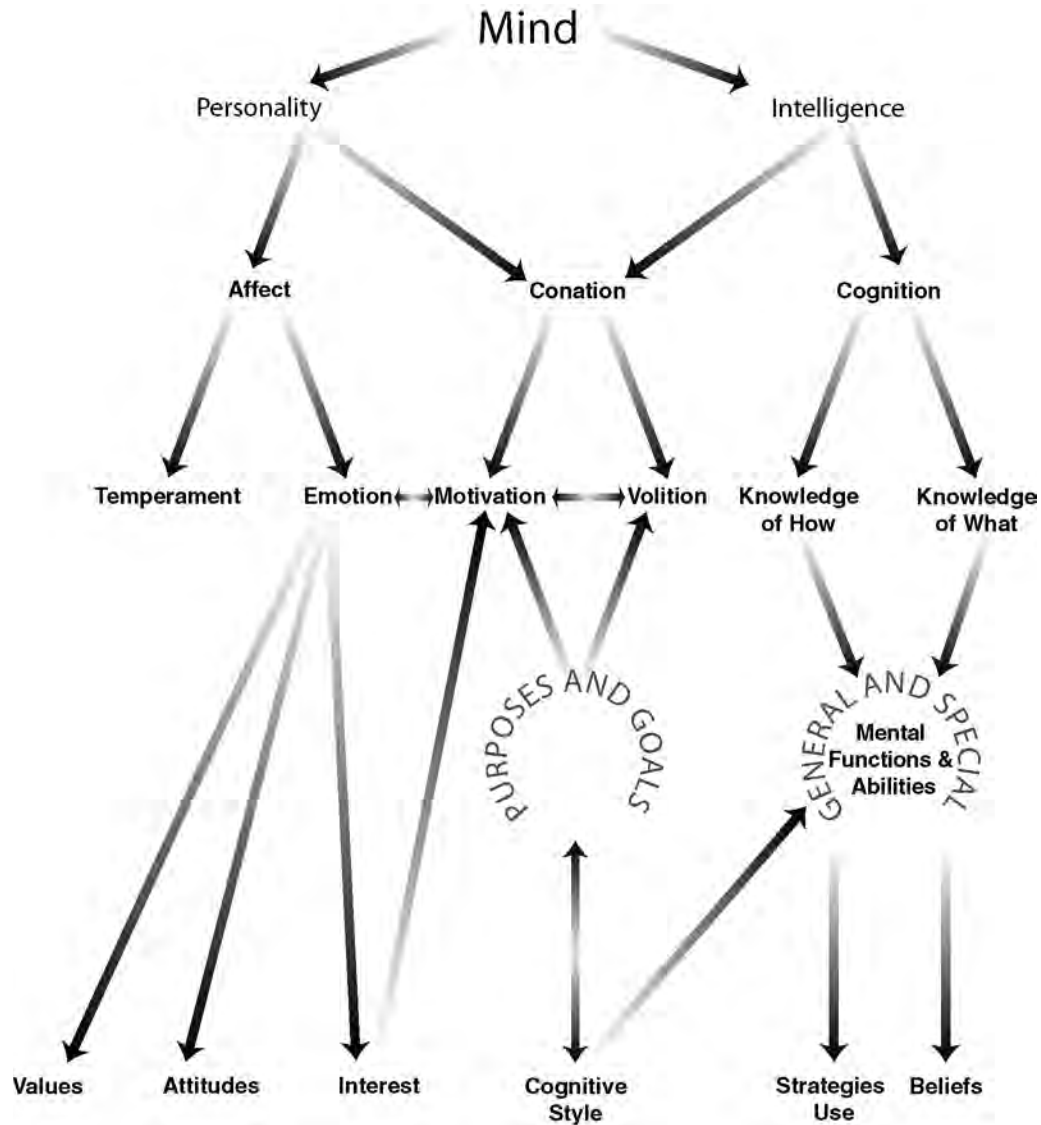 Mind
Personality
Intelligence
Affect
Conation
Cognition
Temperament
Emotion
Motivation
Volition
Knowledge
of How
Knowledge
of What
PURPOSES AND GOALS
GENERAL AND SPECIAL
Mental
Functions &
Abilities
Values
Attitudes
Interest
Cognitive
Style
Strategies
Use
Beliefs